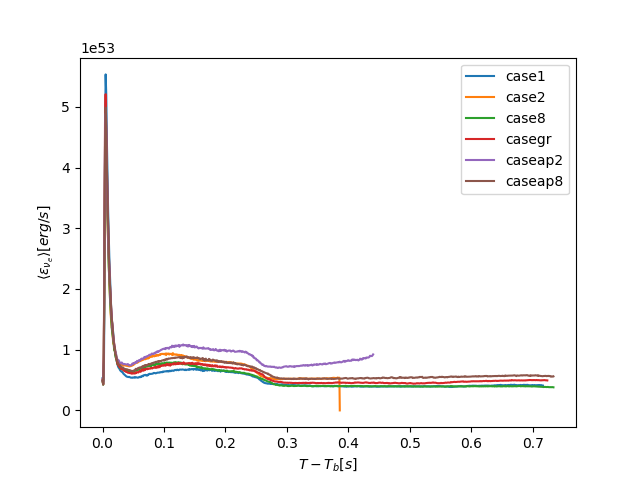 1e53
5
4
3
2
1
0
⟨ε_{ν_e}⟩[erg/s]
0.0 0.1 0.2 0.3 0.4 0.5 0.6 0.7
T − T_b[s]
case1
case2
case8
casegr
caseap2
caseap8